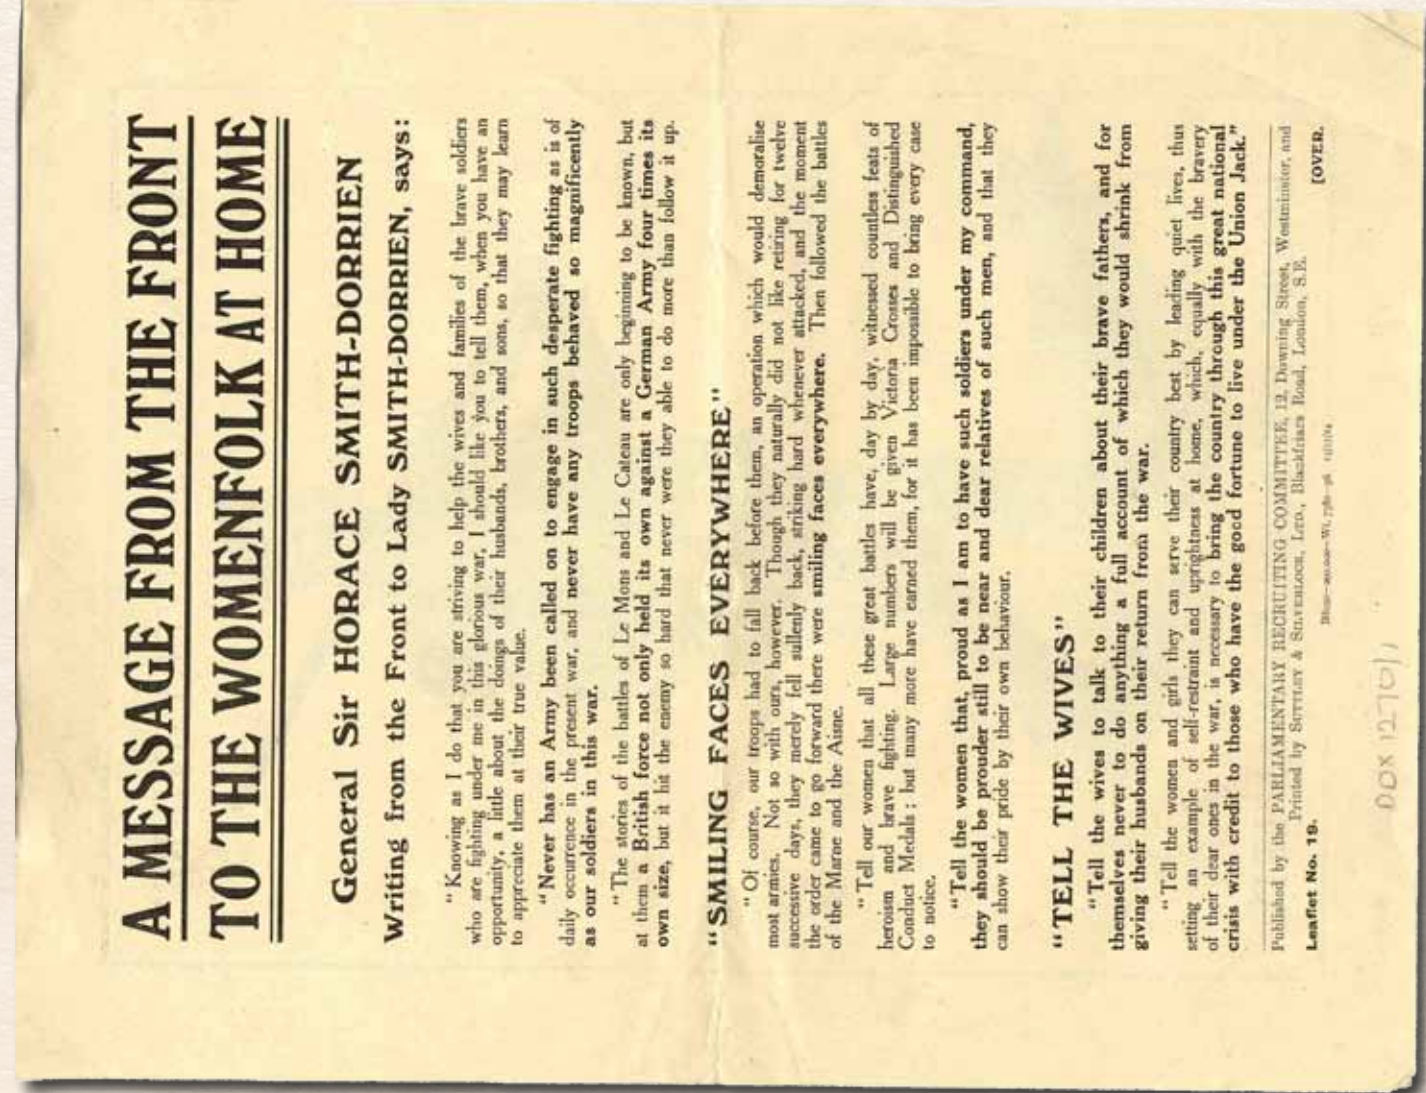 A MESSAGE FROM THE FRONT
TO THE WOMENFOLK AT HOME
General Sir HORACE SMITH-DORRIEN
Writing from the Front to Lady SMITH-DORRIEN, says:
"Knowing as I do that you are striving to help the wives and families of the brave soldiers
who are fighting under me in this glorious war, I should like you to tell them, when you have an
opportunity, a little about the doings of their husbands, brothers, and sons, so that they may learn
to appreciate them at their true value.
"Never has an Army been called on to engage in such desperate fighting as is of
daily occurrence in the present war, and never have any troops behaved so magnificently
as our soldiers in this war.
"The stories of the battles of Le Mons and Le Cateau are only beginning to be known, but
at them a British force not only held its own against a German Army four times its
own size, but it hit the enemy so hard that never were they able to do more than follow it up.
"SMILING FACES EVERYWHERE"
"Of course, our troops had to fall back before them, an operation which would demoralise
most armies. Not so with ours, however. Though they naturally did not like retiring for twelve
successive days, they merely fell sullenly back, striking hard whenever attacked, and the moment
the order came to go forward there were smiling faces everywhere. Then followed the battles
of the Marne and the Aisne.
"Tell our women that all these great battles have, day by day, witnessed countless feats of
heroism and brave fighting. Large numbers will be given Victoria Crosses and Distinguished
Conduct Medals; but many more have earned them, for it has been impossible to bring every case
to notice.
"Tell the women that, proud as I am to have such soldiers under my command,
they should be prouder still to be near and dear relatives of such men, and that they
can show their pride by their own behaviour.
"TELL THE WIVES"
"Tell the wives to talk to their children about their brave fathers, and for
themselves never to do anything a full account of which they would shrink from
giving their husbands on their return from the war.
"Tell the women and girls they can serve their country best by leading quiet lives, thus
setting an example of self-restraint and uprightness at home, which, equally with the bravery
of their dear ones in the war, is necessary to bring the country through this great national
crisis with credit to those who have the good fortune to live under the Union Jack."
Published by the PARLIAMENTARY RECRUITING COMMITTEE, 12, Downing Street, Westminster, and
Printed by SUTTLEY & SILVERLOCK, LTD., Blackfriars Road, London, S.E.
Leaflet No. 19.
[OVER.
DDX1270/1